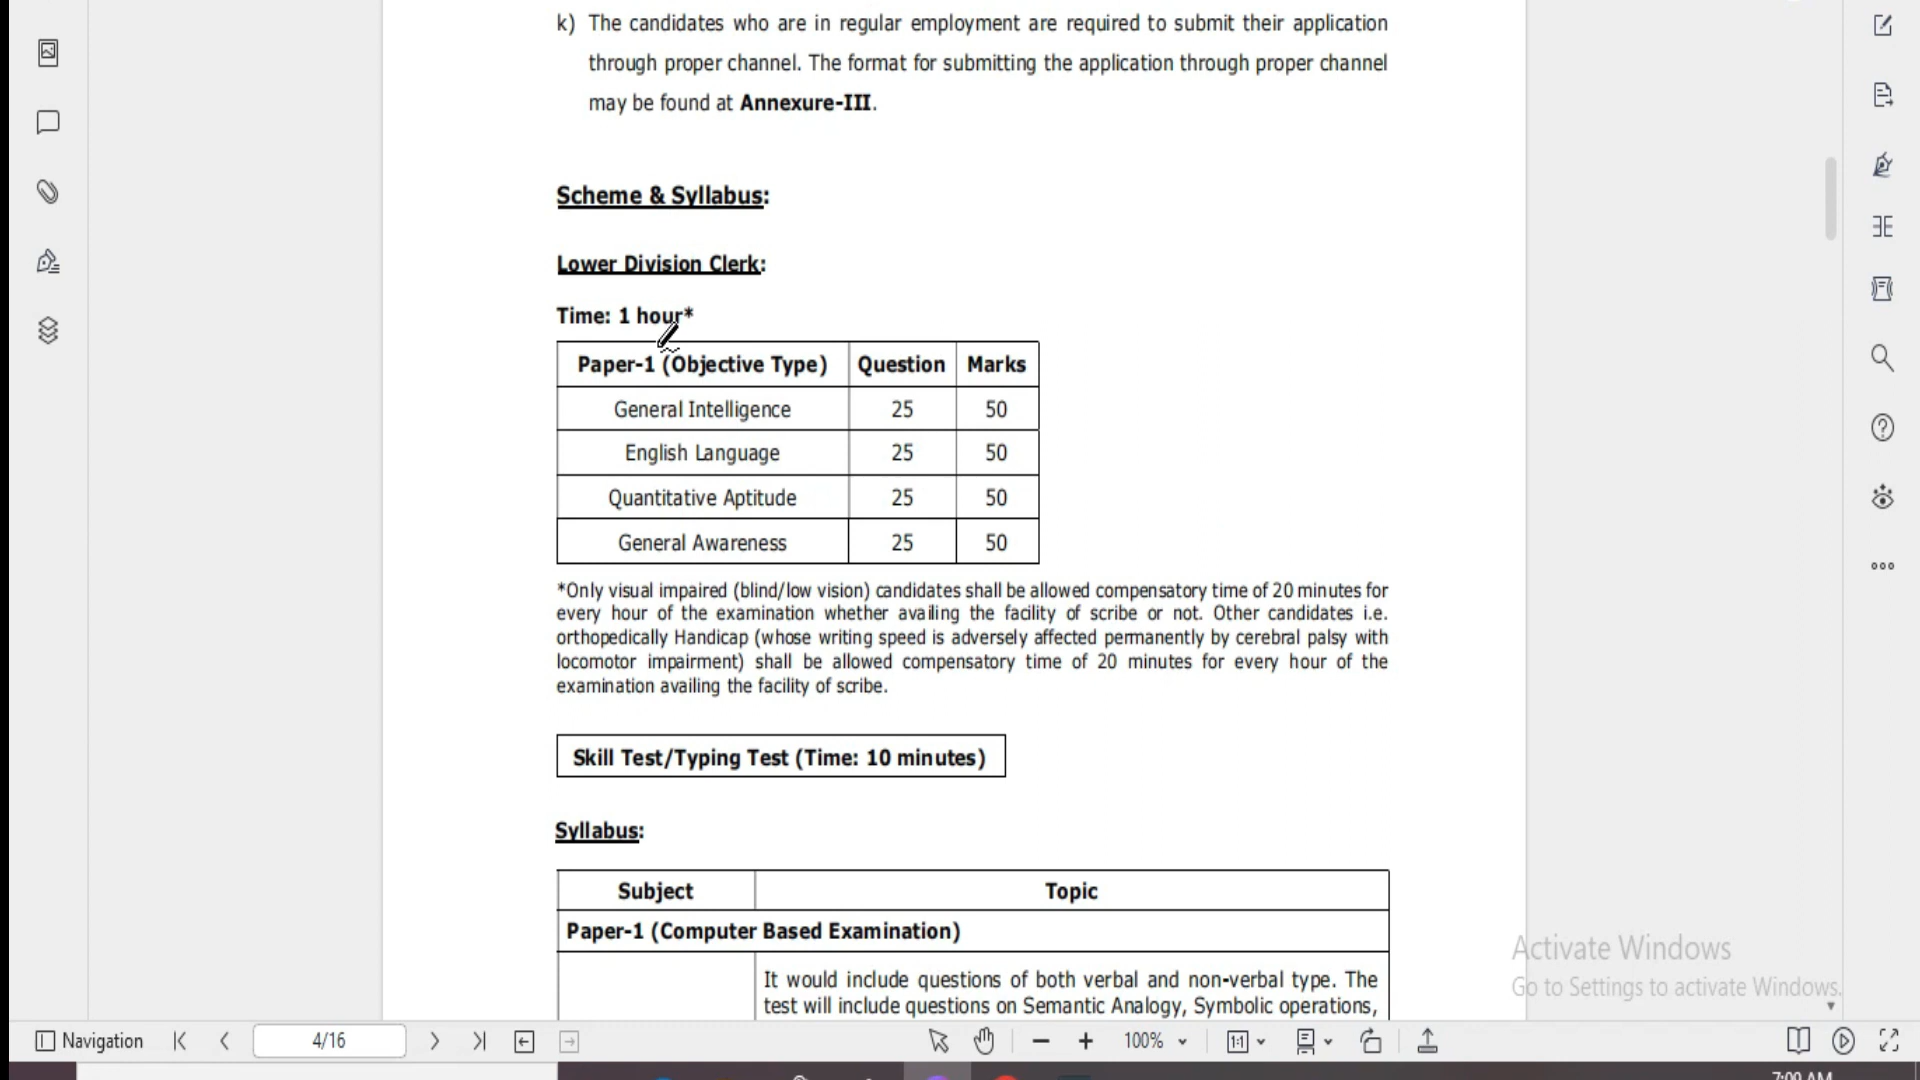 k) The candidates who are in regular employment are required to submit their application
through proper channel. The format for submitting the application through proper channel
may be found at Annexure-III.
Scheme & Syllabus:
Lower Division Clerk:
Time: 1 hour*
Paper-1 (Objective Type) Question Marks
General Intelligence 25 50
English Language 25 50
Quantitative Aptitude 25 50
General Awareness 25 50
*Only visual impaired (blind/low vision) candidates shall be allowed compensatory time of 20 minutes for
every hour of the examination whether availing the facility of scribe or not. Other candidates i.e.
orthopedically Handicap (whose writing speed is adversely affected permanently by cerebral palsy with
locomotor impairment) shall be allowed compensatory time of 20 minutes for every hour of the
examination availing the facility of scribe.
Skill Test/Typing Test (Time: 10 minutes)
Syllabus:
Subject Topic
Paper-1 (Computer Based Examination)
It would include questions of both verbal and non-verbal type. The
test will include questions on Semantic Analogy, Symbolic operations,
Activate Windows
Go to Settings to activate Windows.
Navigation 4/16 100% 1:1
7:00 AM